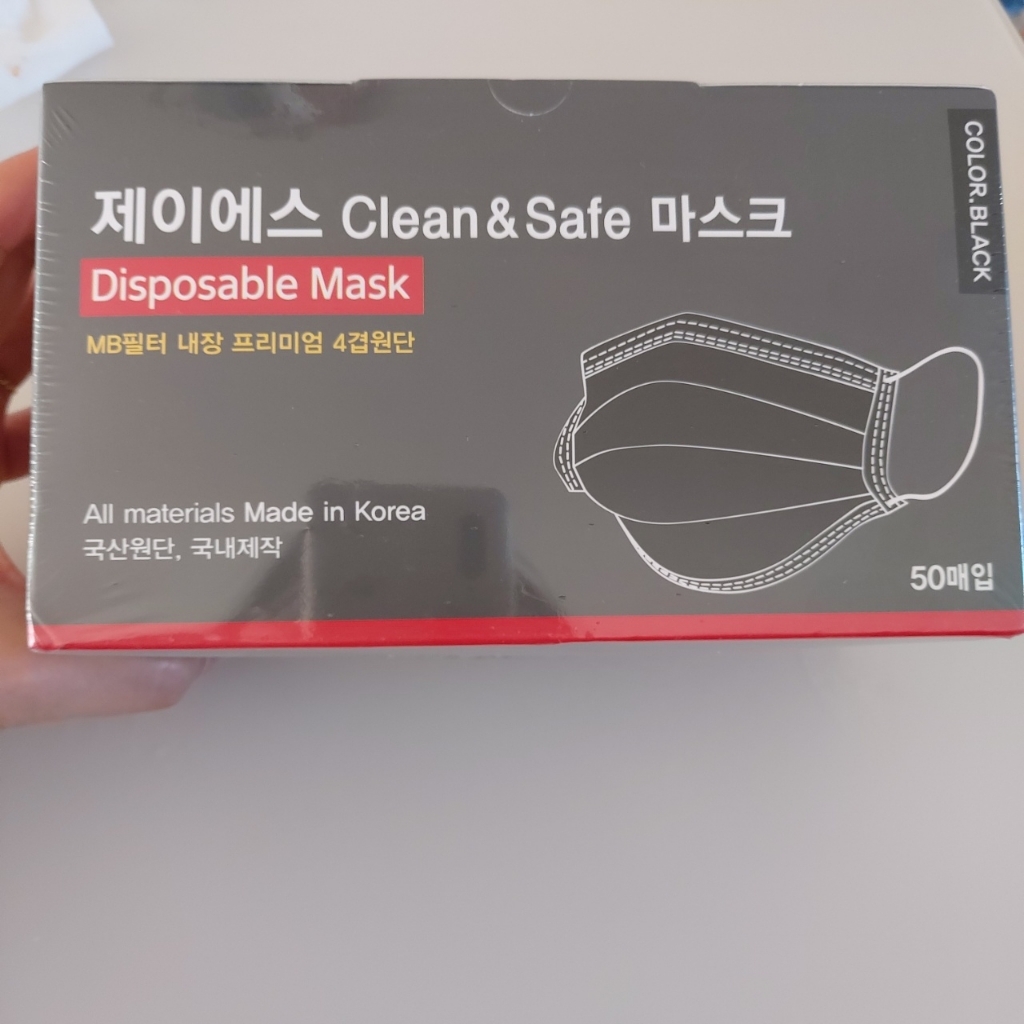 제이에스 Clean&Safe 마스크
Disposable Mask
MB필터 내장 프리미엄 4겹원단
All materials Made in Korea
국산원단, 국내제작
50매입
COLOR.BLACK